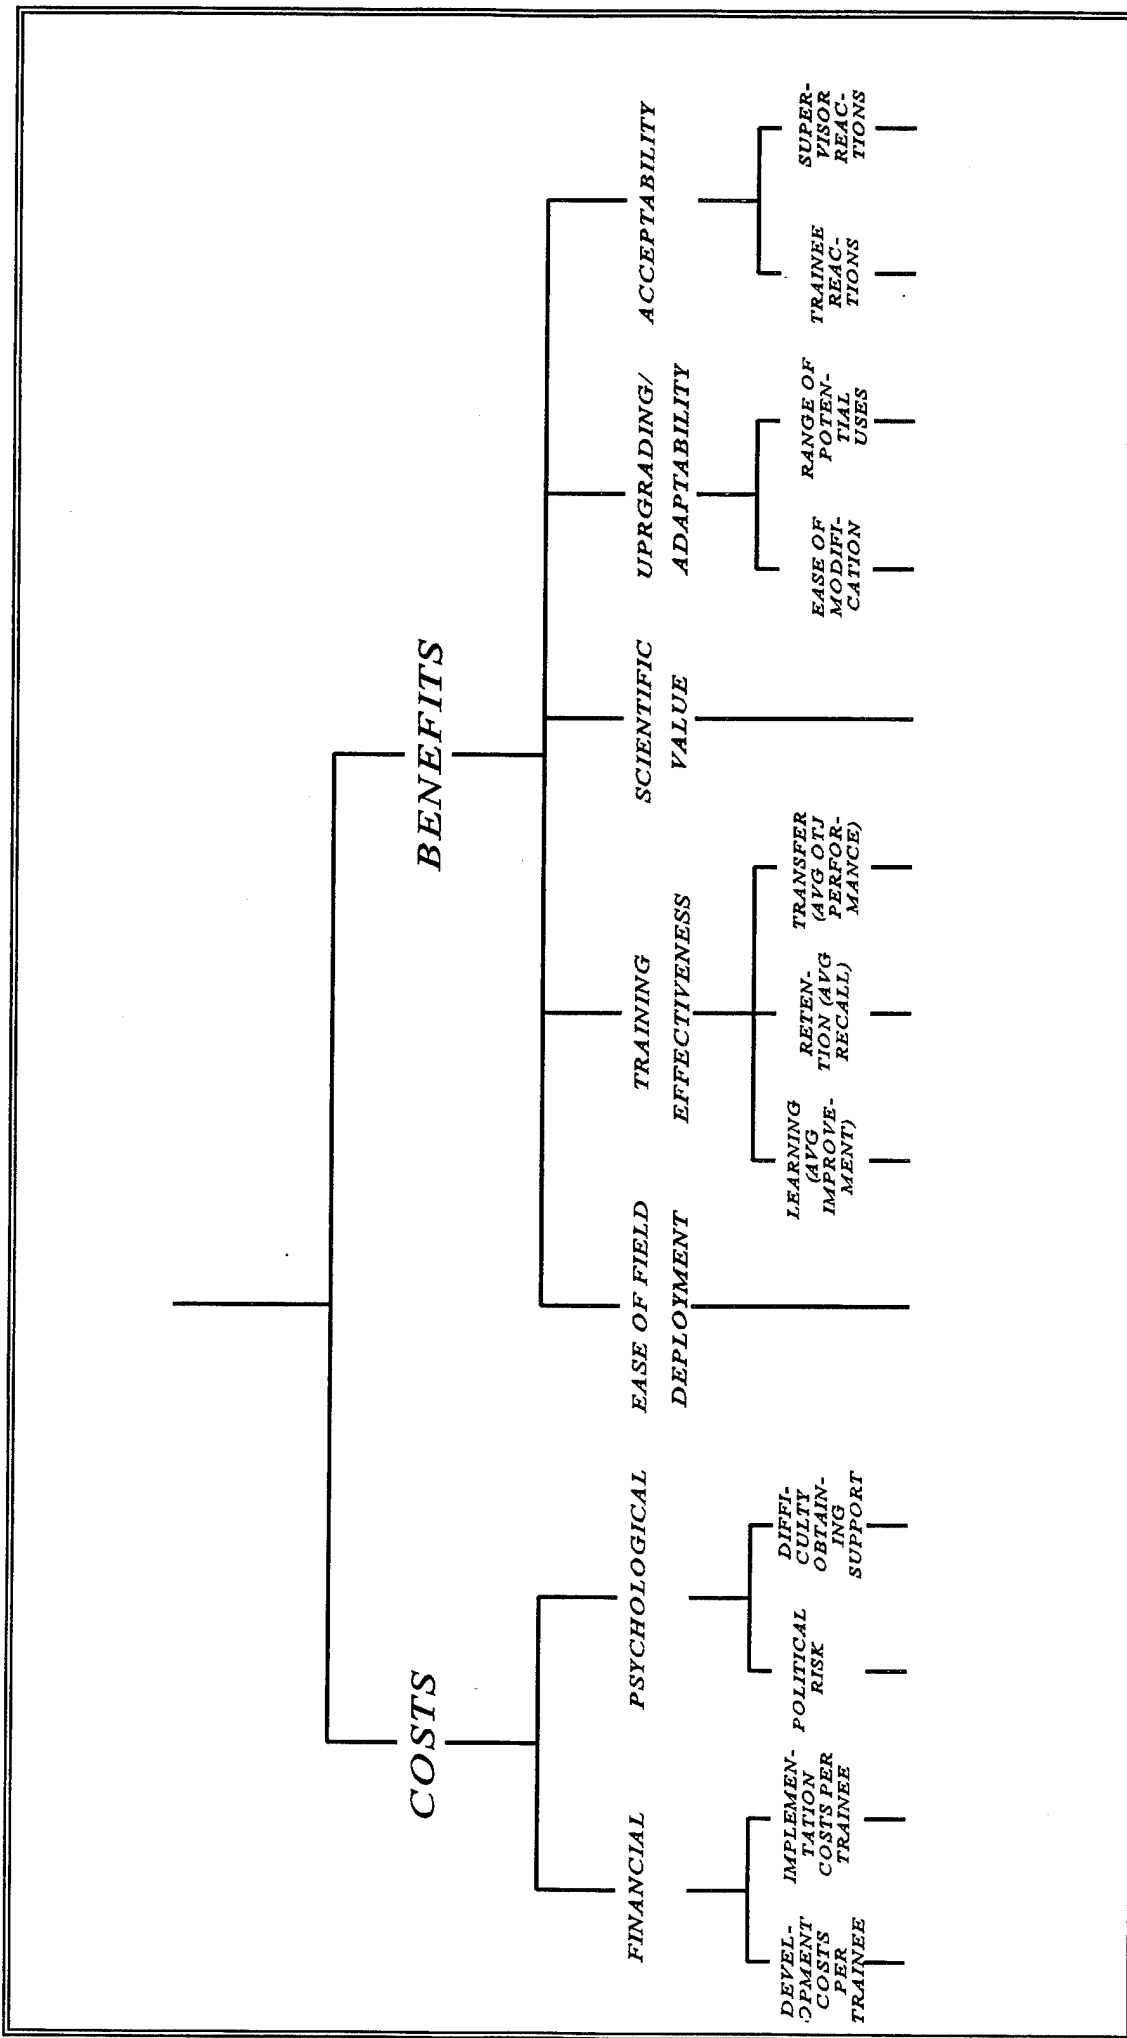 COSTS
BENEFITS
FINANCIAL
PSYCHOLOGICAL
EASE OF FIELD
DEPLOYMENT
TRAINING
EFFECTIVENESS
SCIENTIFIC
VALUE
UPRGRADING/
ADAPTABILITY
ACCEPTABILITY
DEVEL-
OPMENT
COSTS
PER
TRAINEE
IMPLEMEN-
TATION
COSTS PER
TRAINEE
POLITICAL
RISK
DIFFI-
CULTY
OBTAIN-
ING
SUPPORT
LEARNING
(AVG
IMPROVE-
MENT)
RETEN-
TION (AVG
RECALL)
TRANSFER
(AVG OTJ
PERFOR-
MANCE)
EASE OF
MODIFI-
CATION
RANGE OF
POTEN-
TIAL
USES
TRAINEE
REAC-
TIONS
SUPER-
VISOR
REAC-
TIONS